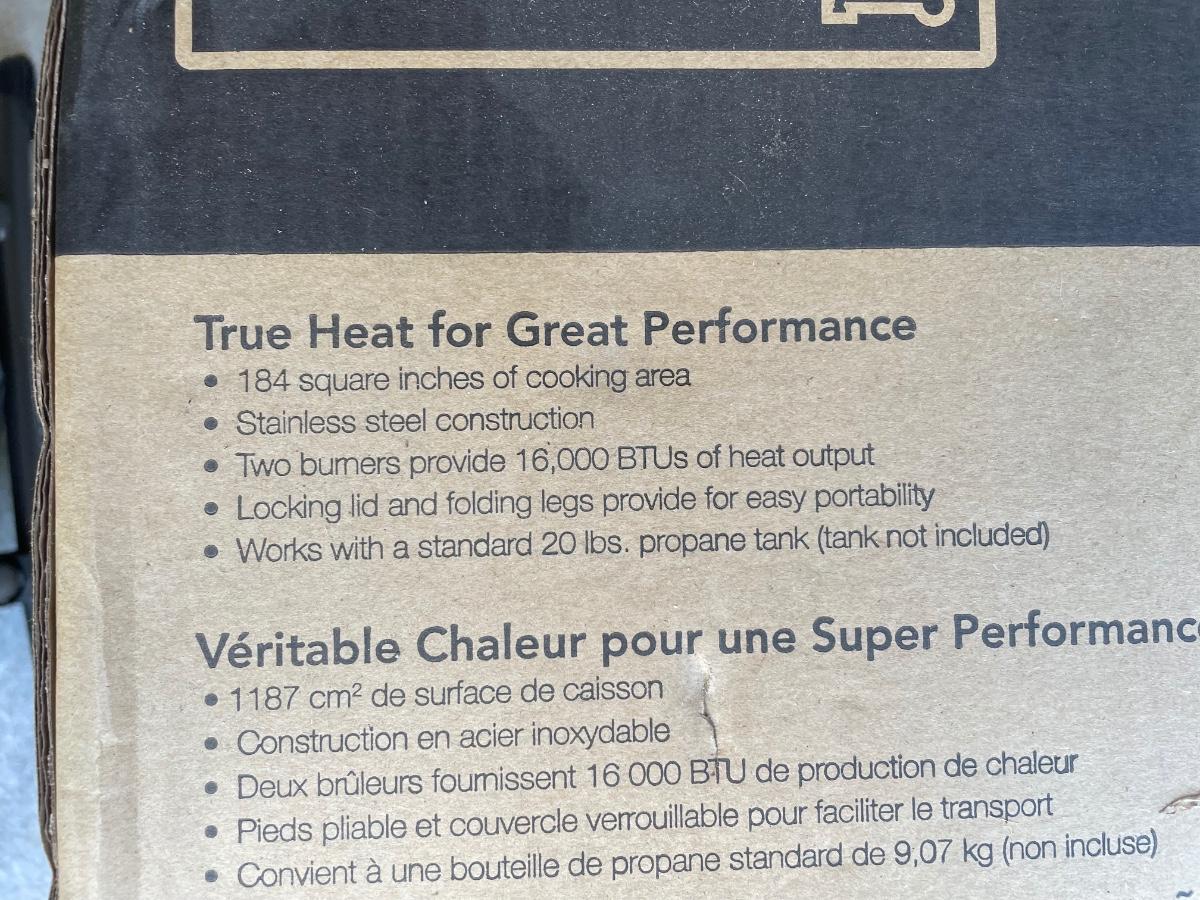 True Heat for Great Performance
• 184 square inches of cooking area
• Stainless steel construction
• Two burners provide 16,000 BTUs of heat output
• Locking lid and folding legs provide for easy portability
• Works with a standard 20 lbs. propane tank (tank not included)
Véritable Chaleur pour une Super Performanc
• 1187 cm² de surface de caisson
• Construction en acier inoxydable
• Deux brûleurs fournissent 16 000 BTU de production de chaleur
• Pieds pliable et couvercle verrouillable pour faciliter le transport
• Convient à une bouteille de propane standard de 9,07 kg (non incluse)